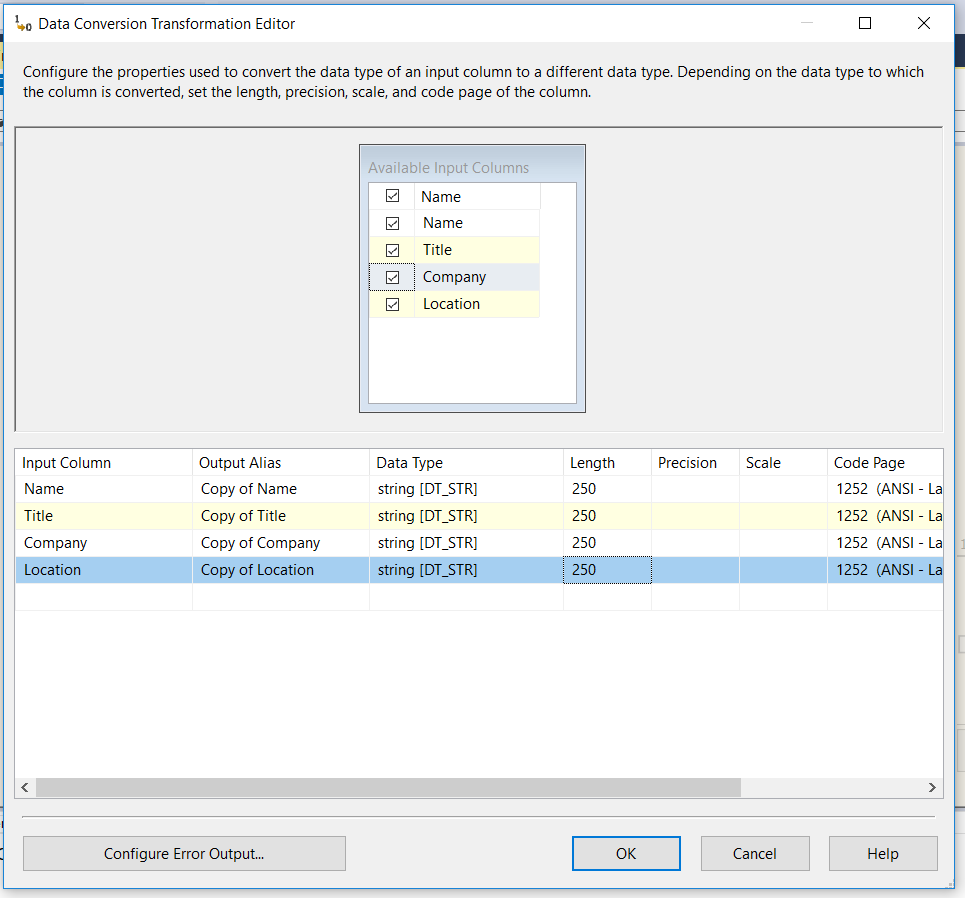 Data Conversion Transformation Editor
Configure the properties used to convert the data type of an input column to a different data type. Depending on the data type to which
the column is converted, set the length, precision, scale, and code page of the column.
Available Input Columns
Name
Name
Title
Company
Location
Input Column Output Alias Data Type Length Precision Scale Code Page
Name Copy of Name string [DT_STR] 250 1252 (ANSI - La
Title Copy of Title string [DT_STR] 250 1252 (ANSI - La
Company Copy of Company string [DT_STR] 250 1252 (ANSI - La
Location Copy of Location string [DT_STR] 250 1252 (ANSI - La
Configure Error Output... OK Cancel Help